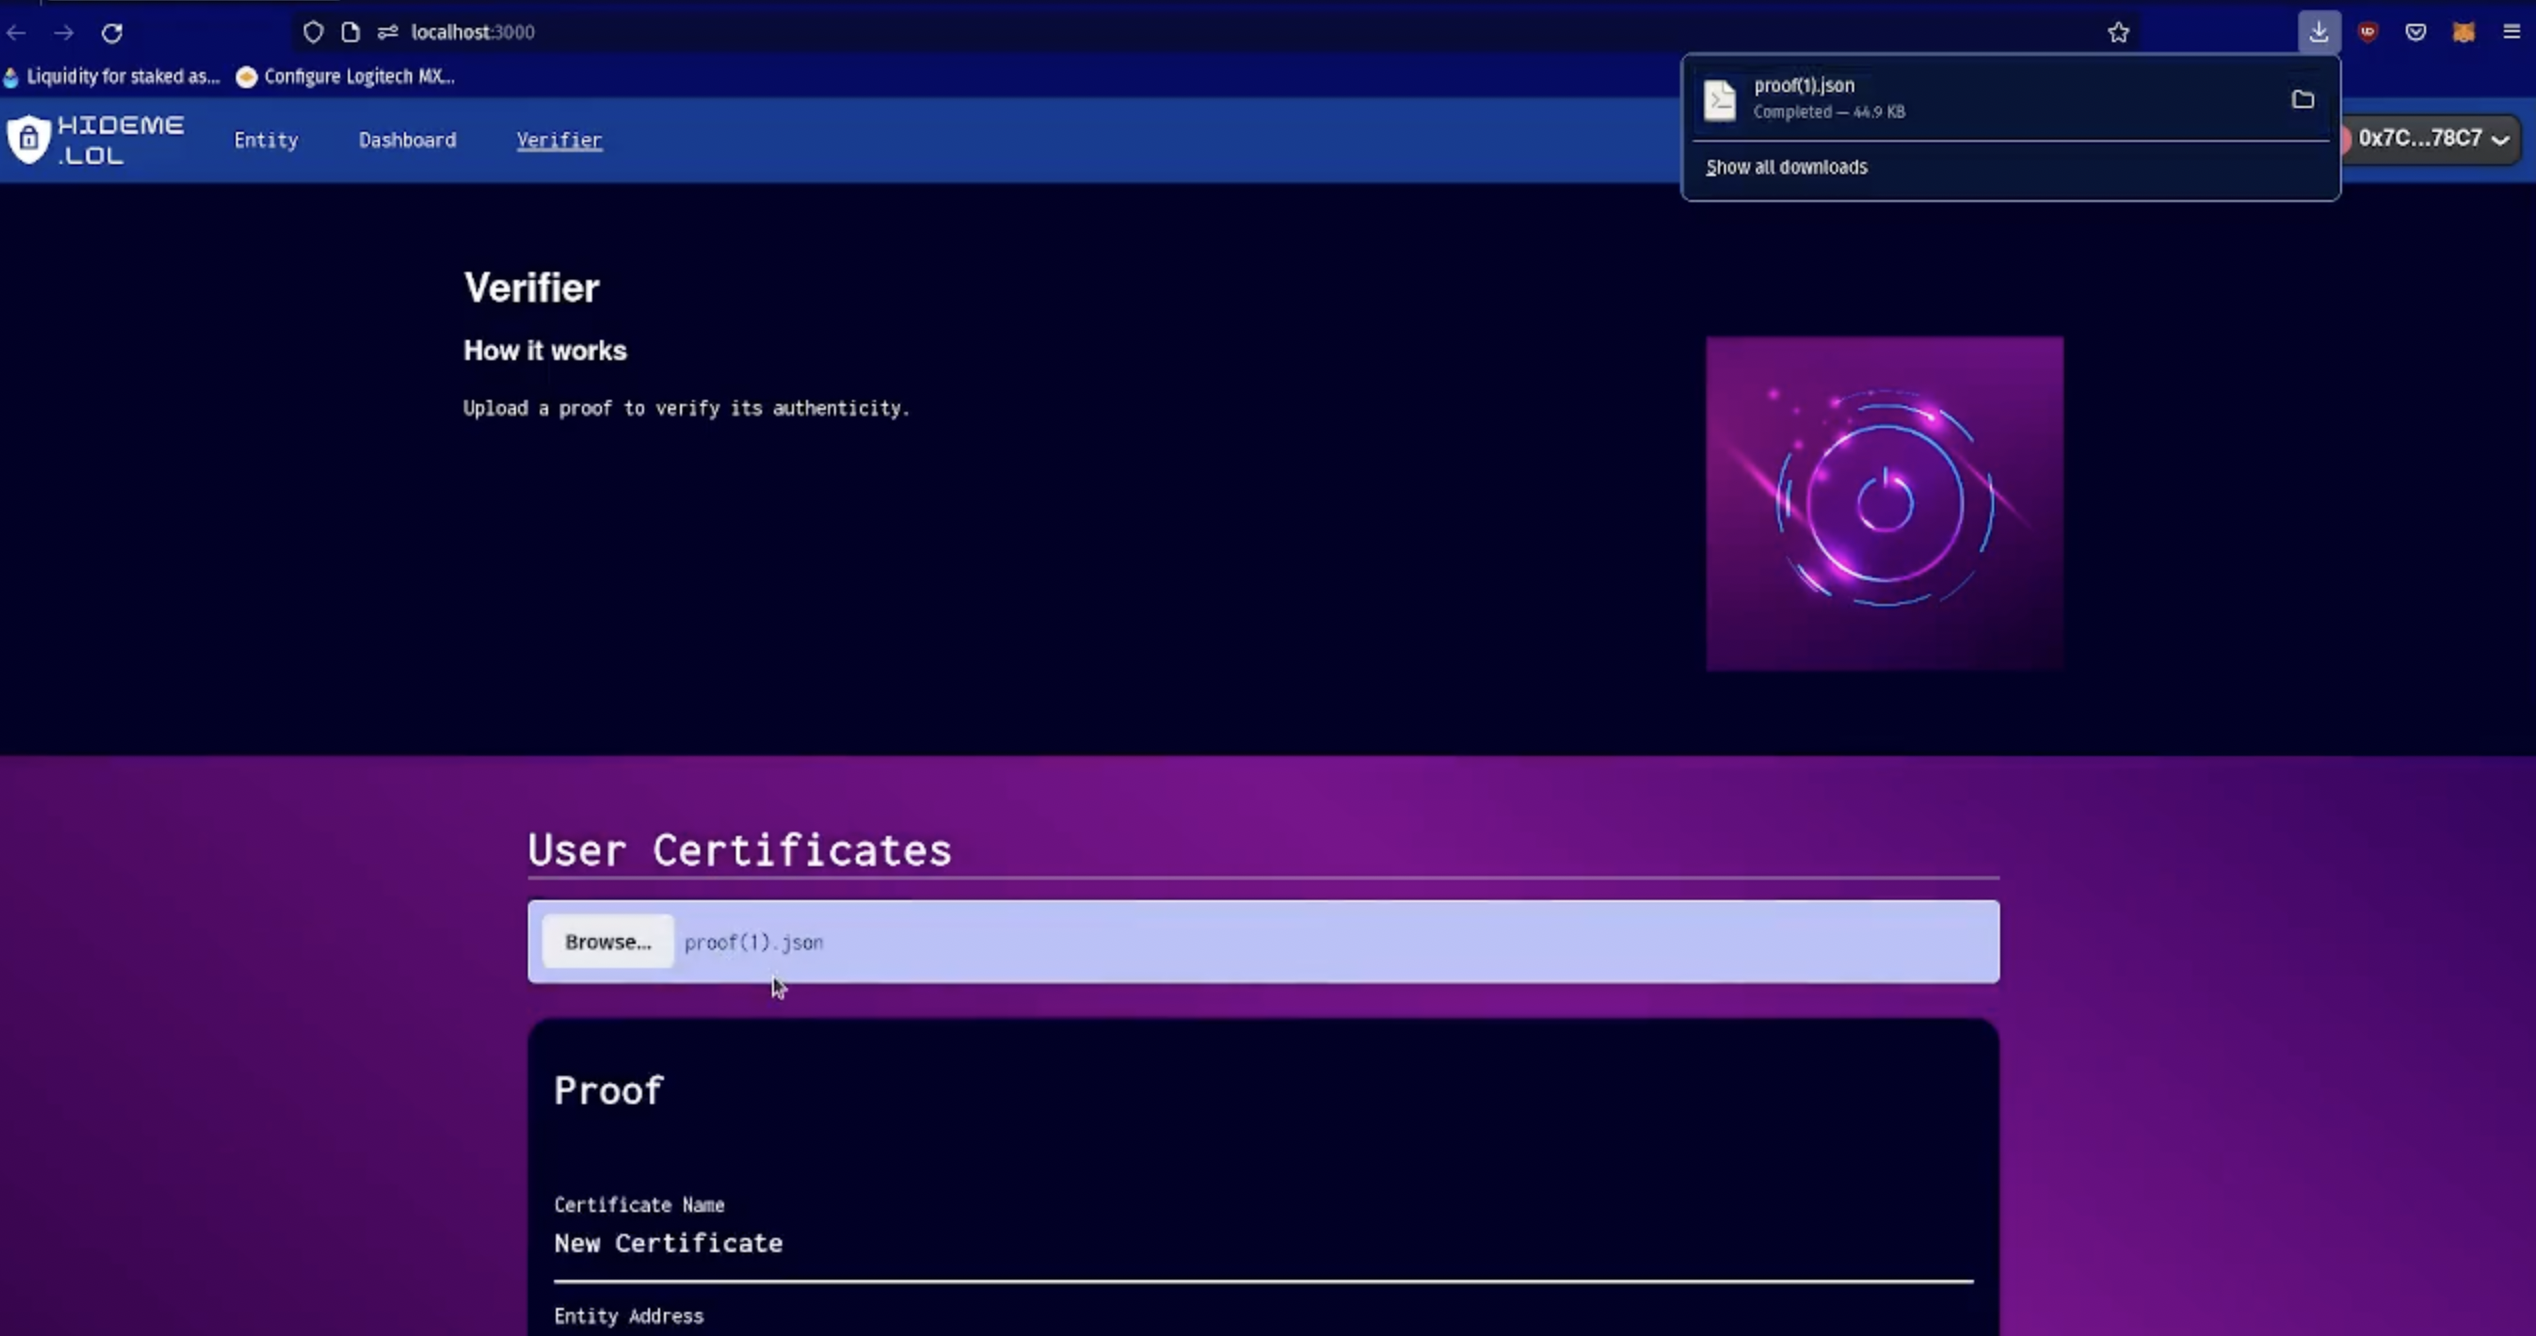 localhost:3000
Liquidity for staked as...
Configure Logitech MX...
proof(1).json
Completed — 44.9 KB
Show all downloads
HIDEME
.LOL
Entity
Dashboard
Verifier
0x7C...78C7
Verifier
How it works
Upload a proof to verify its authenticity.
User Certificates
Browse...
proof(1).json
Proof
Certificate Name
New Certificate
Entity Address